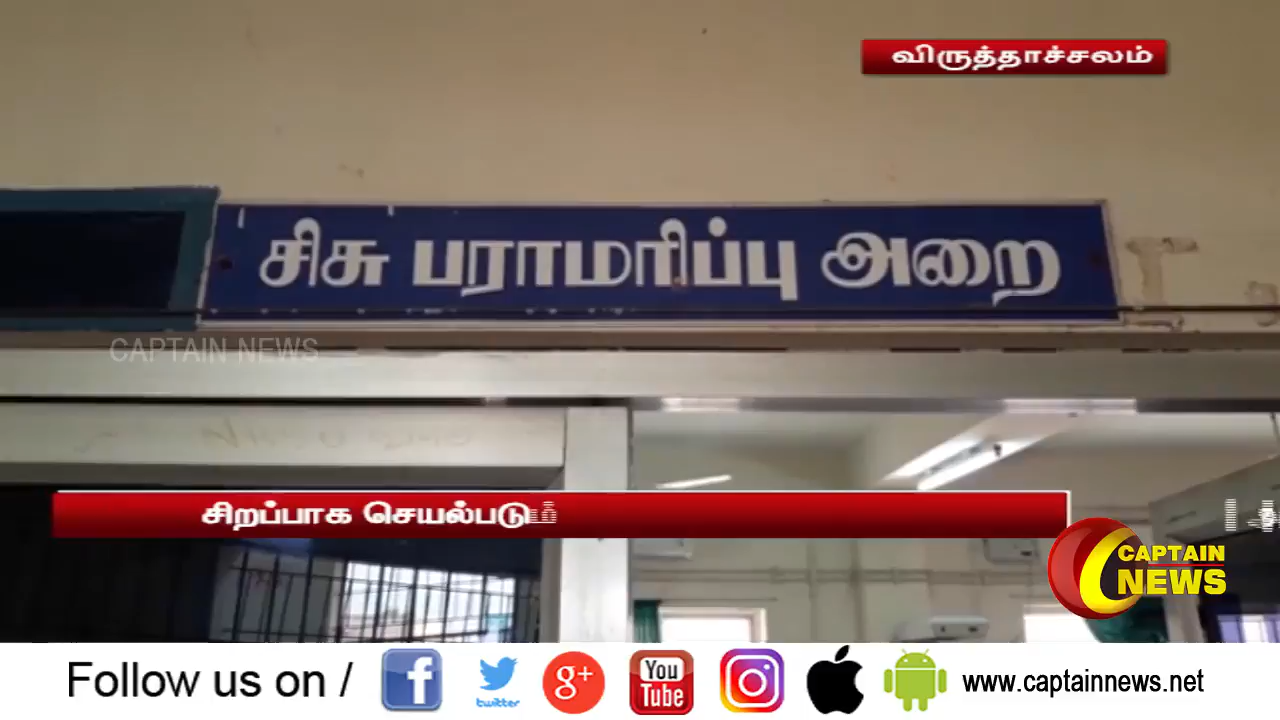 விருத்தாச்சலம்
சிசு பராமரிப்பு அறை
CAPTAIN NEWS
சிறப்பாக செயல்படும்
CAPTAIN
NEWS
Follow us on / f twitter g+ You Tube www.captainnews.net